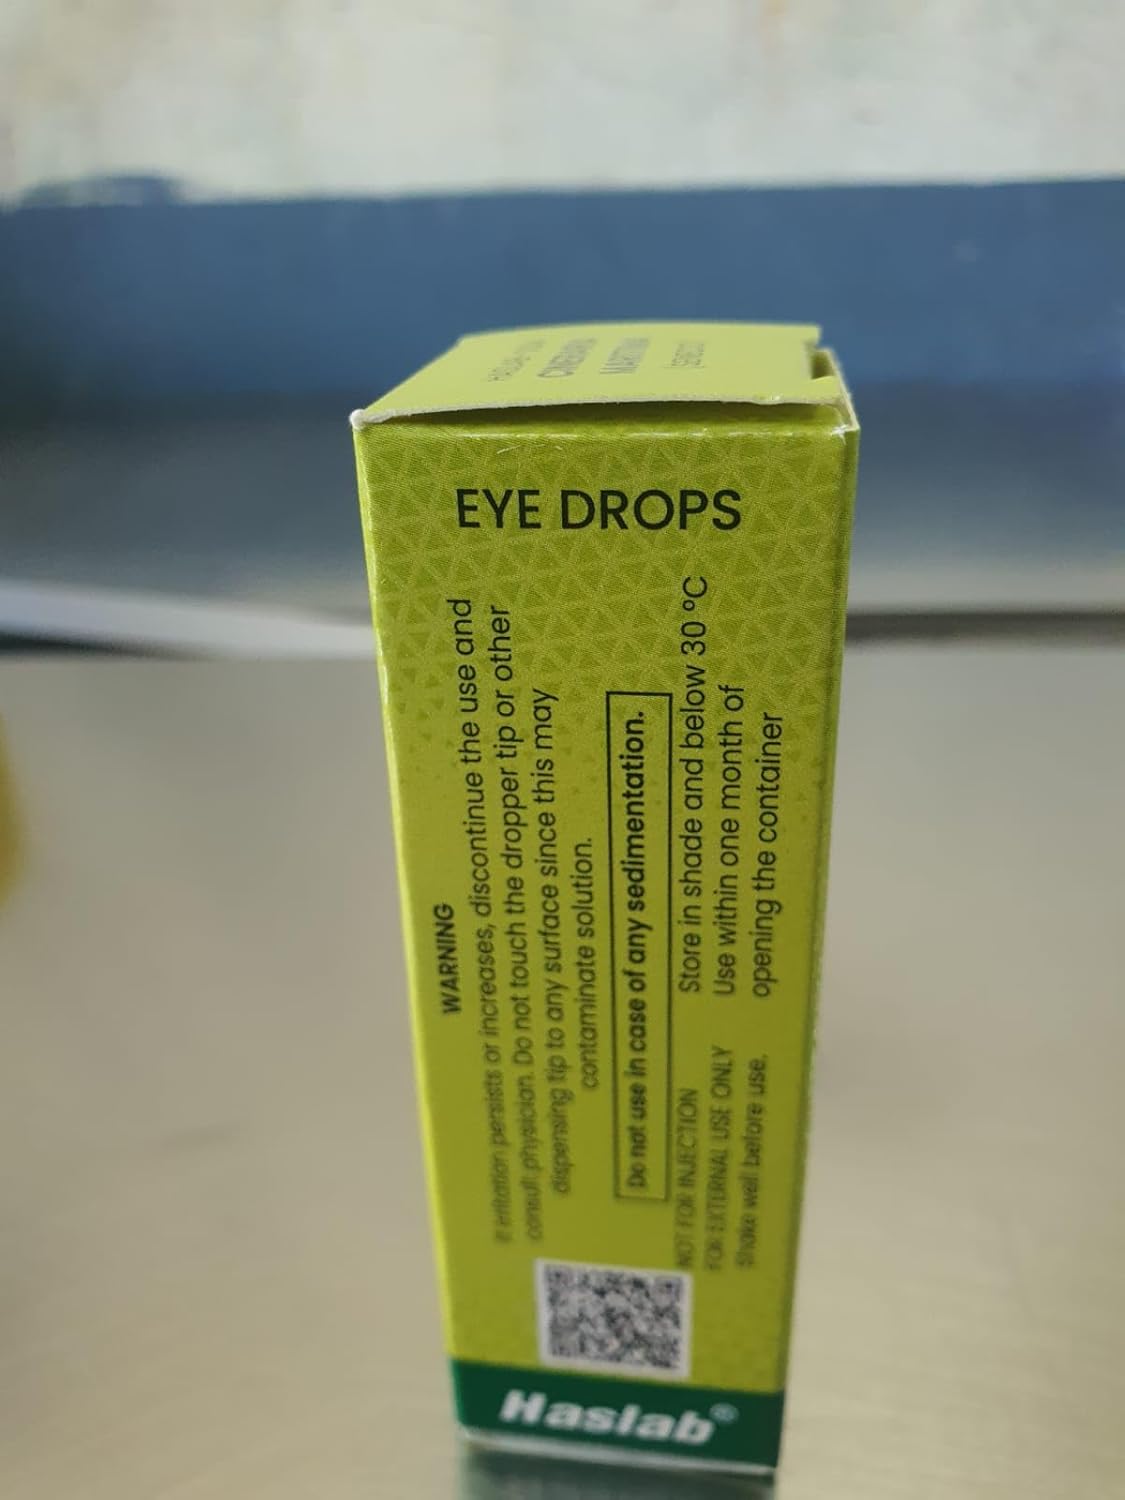 CINERARIA
MARITIMA
EYE DROPS
WARNING
If irritation persists or increases, discontinue the use and
consult physician. Do not touch the dropper tip or other
dispensing tip to any surface since this may
contaminate solution.
Do not use in case of any sedimentation.
NOT FOR INJECTION
FOR EXTERNAL USE ONLY
Shake well before use.
Store in shade and below 30 ºC
Use within one month of
opening the container
Haslab®